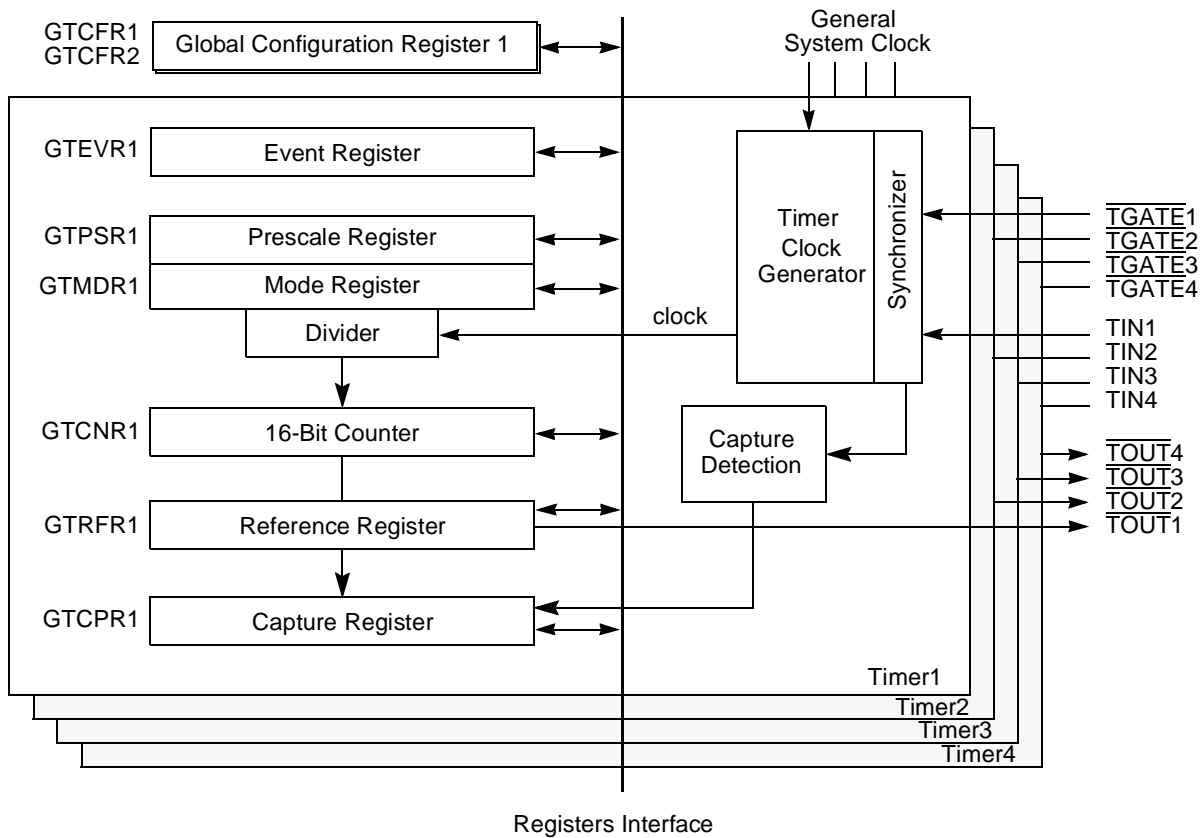 GTCFR1
GTCFR2
Global Configuration Register 1
General
System Clock
GTEVR1
Event Register
GTPSR1
Prescale Register
GTMDR1
Mode Register
Divider
clock
Timer
Clock
Generator
Synchronizer
TGATE1
TGATE2
TGATE3
TGATE4
TIN1
TIN2
TIN3
TIN4
GTCNR1
16-Bit Counter
Capture
Detection
TOUT4
TOUT3
TOUT2
TOUT1
GTRFR1
Reference Register
GTCPR1
Capture Register
Timer1
Timer2
Timer3
Timer4
Registers Interface